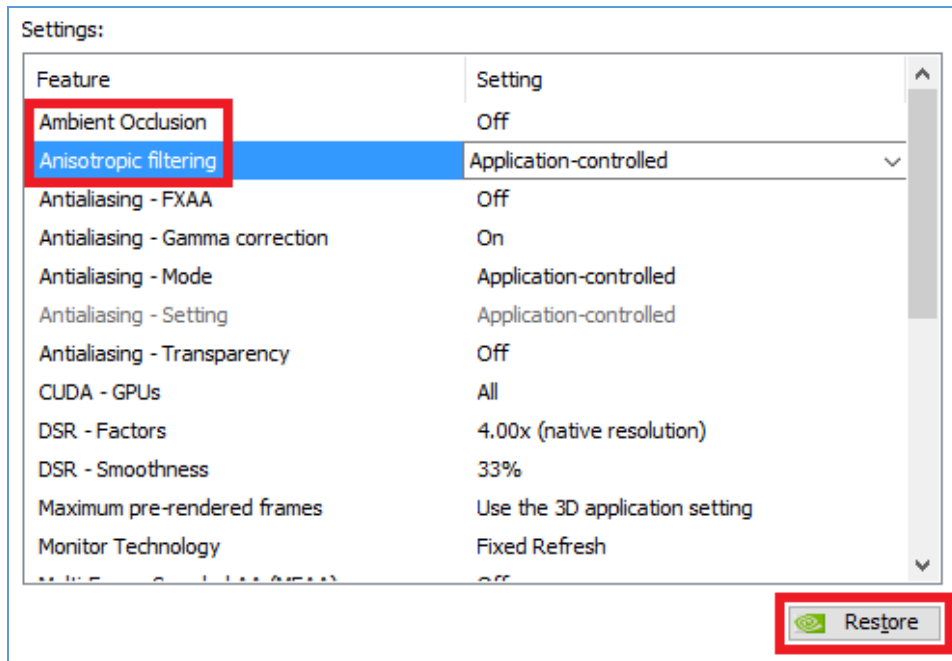 Settings:
Feature Setting
Ambient Occlusion Off
Anisotropic filtering Application-controlled
Antialiasing - FXAA Off
Antialiasing - Gamma correction On
Antialiasing - Mode Application-controlled
Antialiasing - Setting Application-controlled
Antialiasing - Transparency Off
CUDA - GPUs All
DSR - Factors 4.00x (native resolution)
DSR - Smoothness 33%
Maximum pre-rendered frames Use the 3D application setting
Monitor Technology Fixed Refresh
Restore